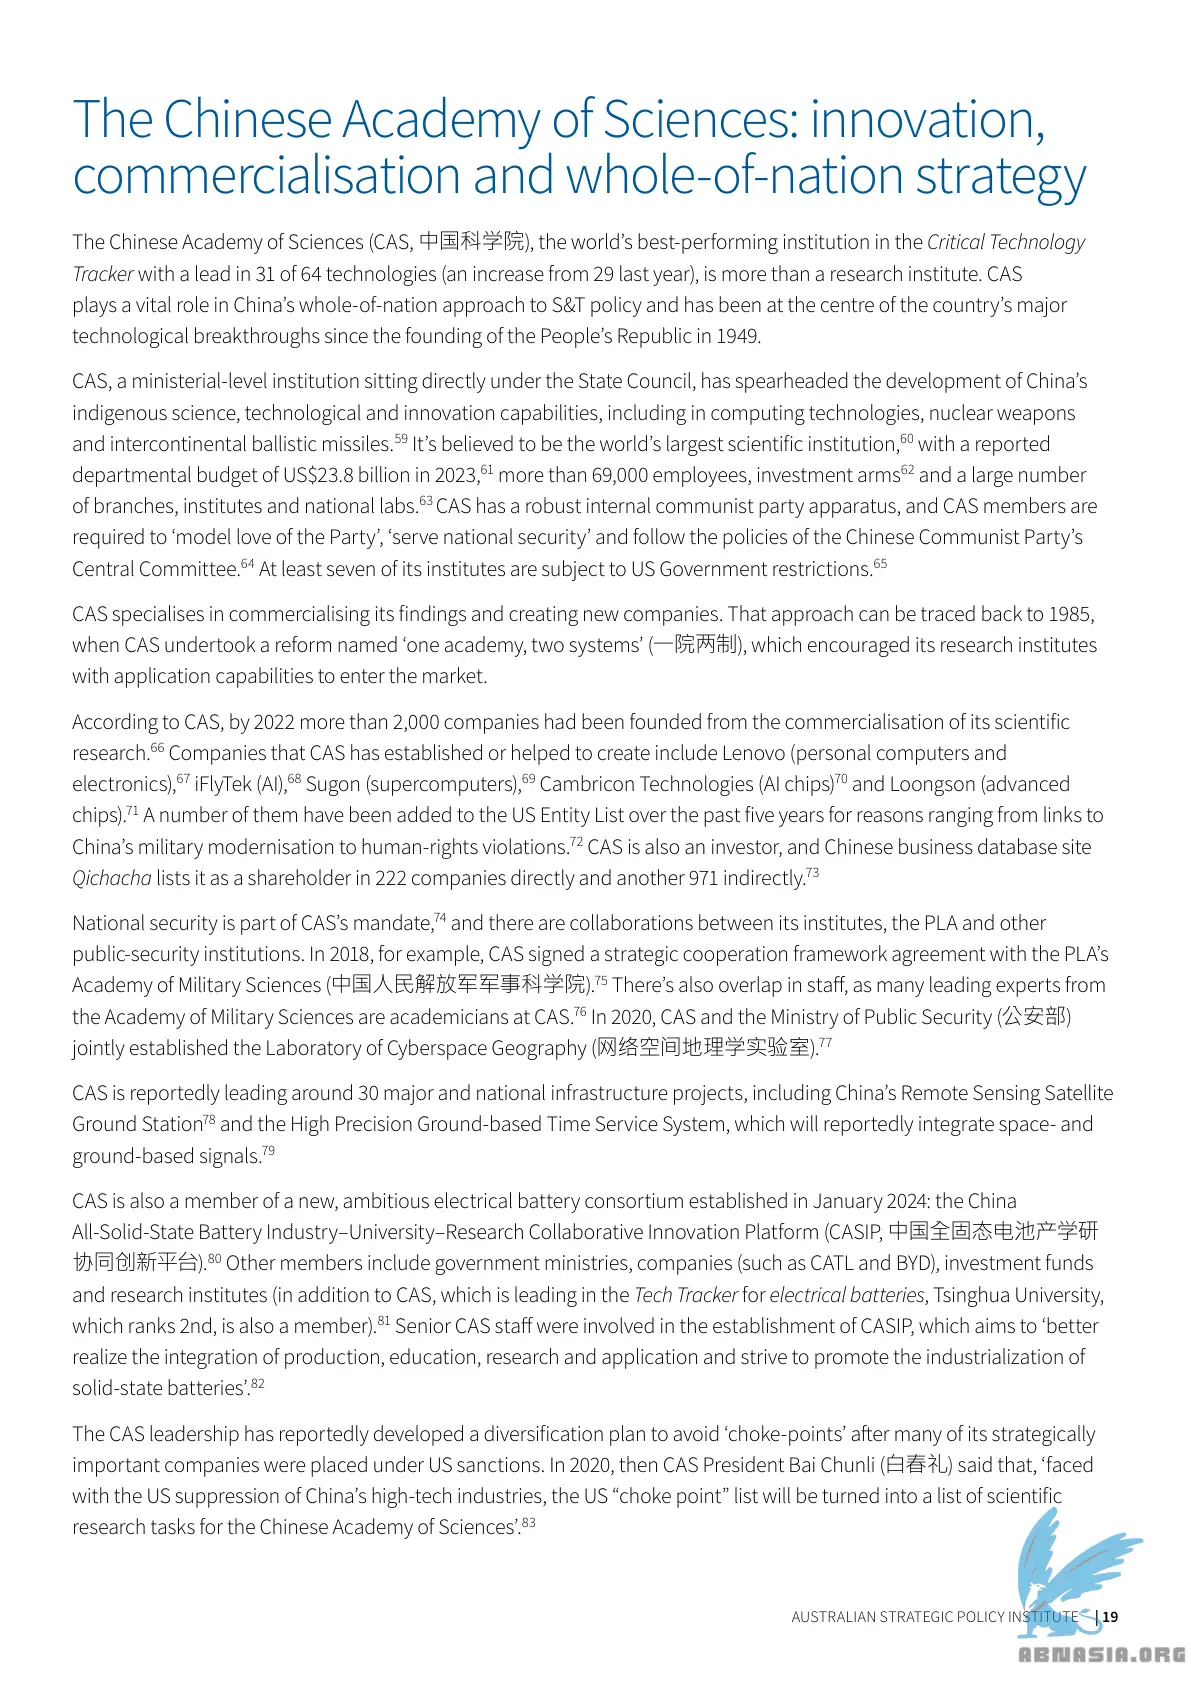 The Chinese Academy of Sciences: innovation,
commercialisation and whole-of-nation strategy
The Chinese Academy of Sciences (CAS, 中国科学院), the world’s best-performing institution in the Critical Technology
Tracker with a lead in 31 of 64 technologies (an increase from 29 last year), is more than a research institute. CAS
plays a vital role in China’s whole-of-nation approach to S&T policy and has been at the centre of the country’s major
technological breakthroughs since the founding of the People’s Republic in 1949.
CAS, a ministerial-level institution sitting directly under the State Council, has spearheaded the development of China’s
indigenous science, technological and innovation capabilities, including in computing technologies, nuclear weapons
and intercontinental ballistic missiles.59 It’s believed to be the world’s largest scientific institution,60 with a reported
departmental budget of US$23.8 billion in 2023,61 more than 69,000 employees, investment arms62 and a large number
of branches, institutes and national labs.63 CAS has a robust internal communist party apparatus, and CAS members are
required to ‘model love of the Party’, ‘serve national security’ and follow the policies of the Chinese Communist Party’s
Central Committee.64 At least seven of its institutes are subject to US Government restrictions.65
CAS specialises in commercialising its findings and creating new companies. That approach can be traced back to 1985,
when CAS undertook a reform named ‘one academy, two systems’ (一院两制), which encouraged its research institutes
with application capabilities to enter the market.
According to CAS, by 2022 more than 2,000 companies had been founded from the commercialisation of its scientific
research.66 Companies that CAS has established or helped to create include Lenovo (personal computers and
electronics),67 iFlyTek (AI),68 Sugon (supercomputers),69 Cambricon Technologies (AI chips)70 and Loongson (advanced
chips).71 A number of them have been added to the US Entity List over the past five years for reasons ranging from links to
China’s military modernisation to human-rights violations.72 CAS is also an investor, and Chinese business database site
Qichacha lists it as a shareholder in 222 companies directly and another 971 indirectly.73
National security is part of CAS’s mandate,74 and there are collaborations between its institutes, the PLA and other
public-security institutions. In 2018, for example, CAS signed a strategic cooperation framework agreement with the PLA’s
Academy of Military Sciences (中国人民解放军军事科学院).75 There’s also overlap in staff, as many leading experts from
the Academy of Military Sciences are academicians at CAS.76 In 2020, CAS and the Ministry of Public Security (公安部)
jointly established the Laboratory of Cyberspace Geography (网络空间地理学实验室).77
CAS is reportedly leading around 30 major and national infrastructure projects, including China’s Remote Sensing Satellite
Ground Station78 and the High Precision Ground-based Time Service System, which will reportedly integrate space- and
ground-based signals.79
CAS is also a member of a new, ambitious electrical battery consortium established in January 2024: the China
All-Solid-State Battery Industry–University–Research Collaborative Innovation Platform (CASIP, 中国全固态电池产学研
协同创新平台).80 Other members include government ministries, companies (such as CATL and BYD), investment funds
and research institutes (in addition to CAS, which is leading in the Tech Tracker for electrical batteries, Tsinghua University,
which ranks 2nd, is also a member).81 Senior CAS staff were involved in the establishment of CASIP, which aims to ‘better
realize the integration of production, education, research and application and strive to promote the industrialization of
solid-state batteries’.82
The CAS leadership has reportedly developed a diversification plan to avoid ‘choke-points’ after many of its strategically
important companies were placed under US sanctions. In 2020, then CAS President Bai Chunli (白春礼) said that, ‘faced
with the US suppression of China’s high-tech industries, the US “choke point” list will be turned into a list of scientific
research tasks for the Chinese Academy of Sciences’.83
AUSTRALIAN STRATEGIC POLICY INSTITUTE | 19
ABNASIA.ORG